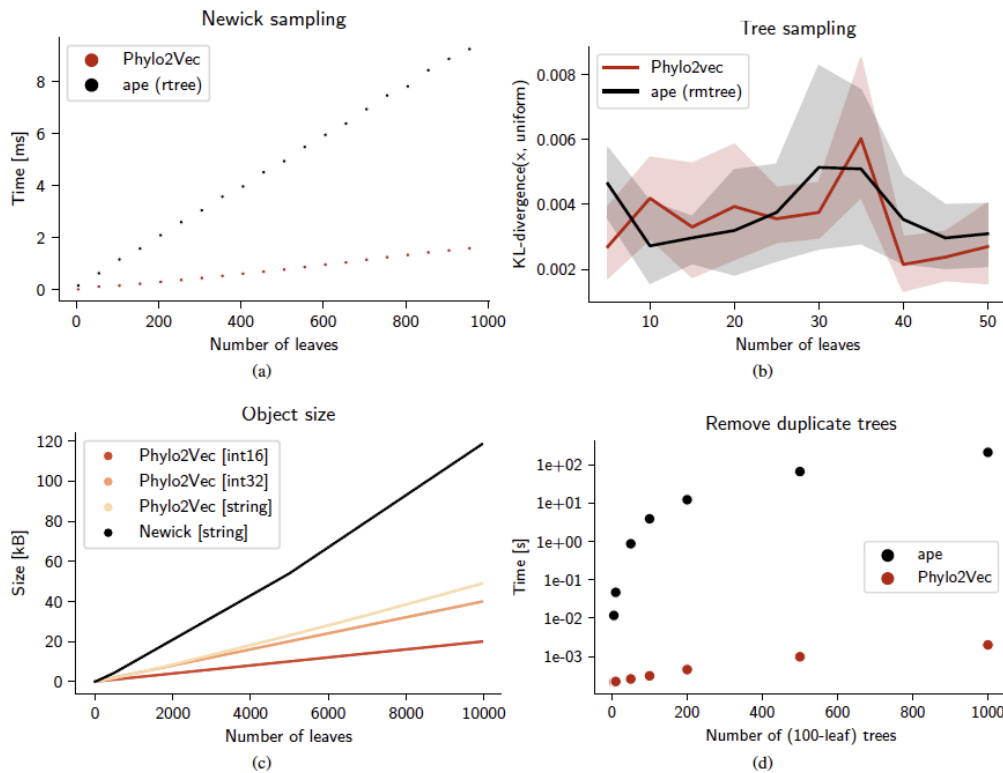 Newick sampling
Phylo2Vec
ape (rtree)
Time [ms]
8
6
4
2
0
0
200
400
600
800
1000
Number of leaves
(a)
Tree sampling
Phylo2vec
ape (rmtree)
KL-divergence(x, uniform)
0.008
0.006
0.004
0.002
10
20
30
40
50
Number of leaves
(b)
Object size
Phylo2Vec [int16]
Phylo2Vec [int32]
Phylo2Vec [string]
Newick [string]
Size [kB]
120
100
80
60
40
20
0
0
2000
4000
6000
8000
10000
Number of leaves
(c)
Remove duplicate trees
ape
Phylo2Vec
Time [s]
1e+02
1e+01
1e+00
1e-01
1e-02
1e-03
0
200
400
600
800
1000
Number of (100-leaf) trees
(d)